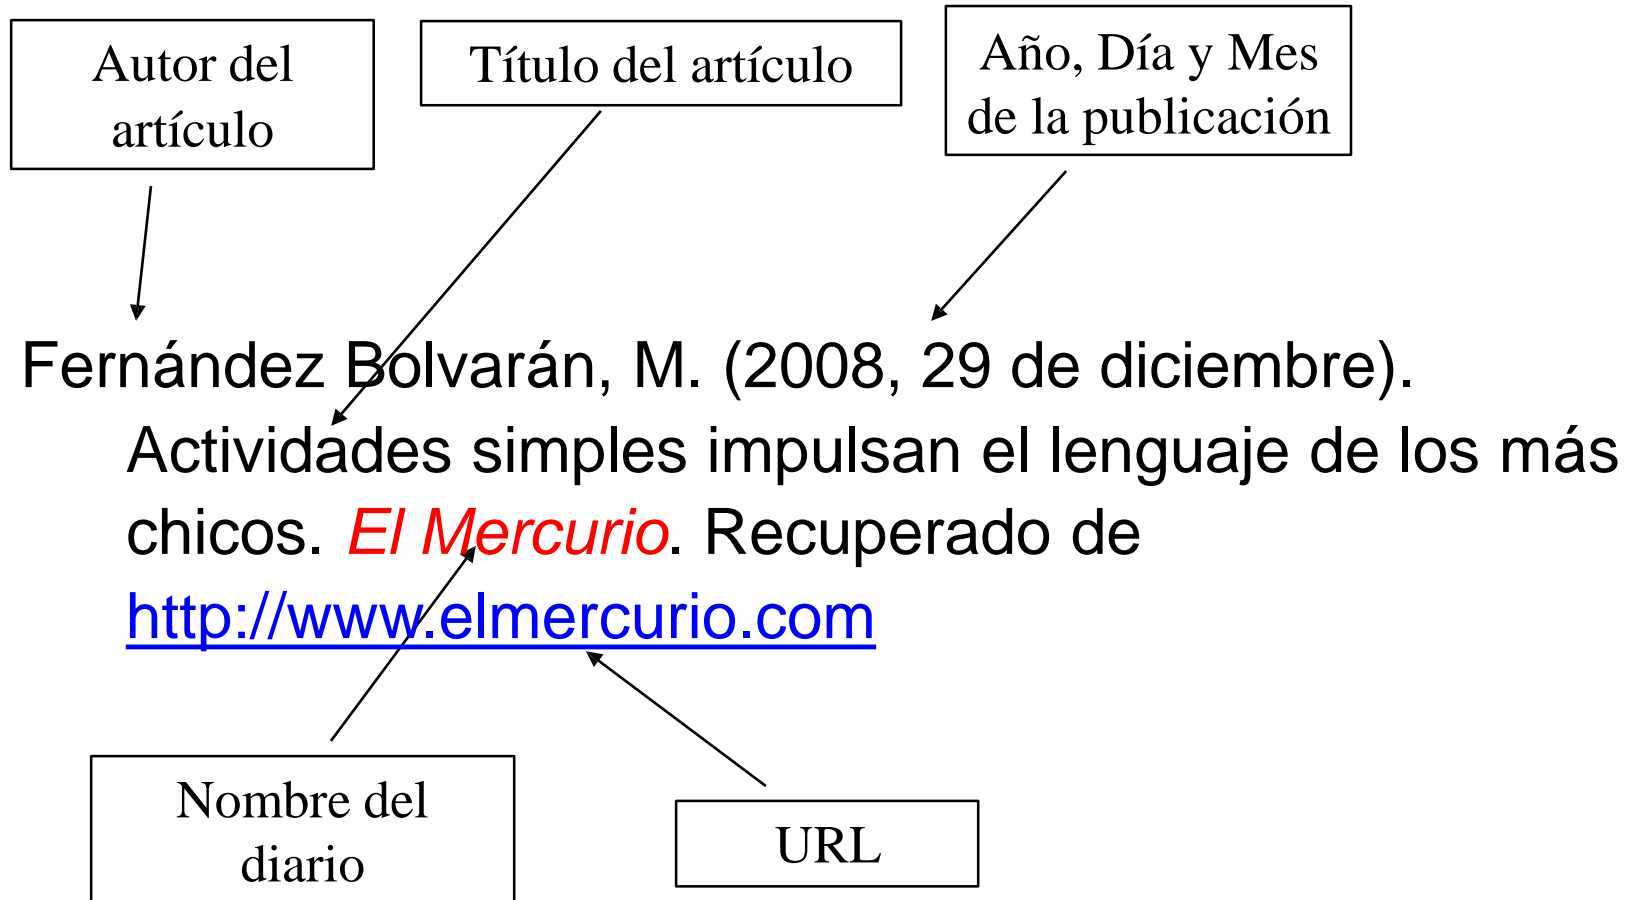 Autor del
artículo
Título del artículo
Año, Día y Mes
de la publicación
Fernández Bolvarán, M. (2008, 29 de diciembre).
Actividades simples impulsan el lenguaje de los más
chicos. El Mercurio. Recuperado de
http://www.elmercurio.com
Nombre del
diario
URL